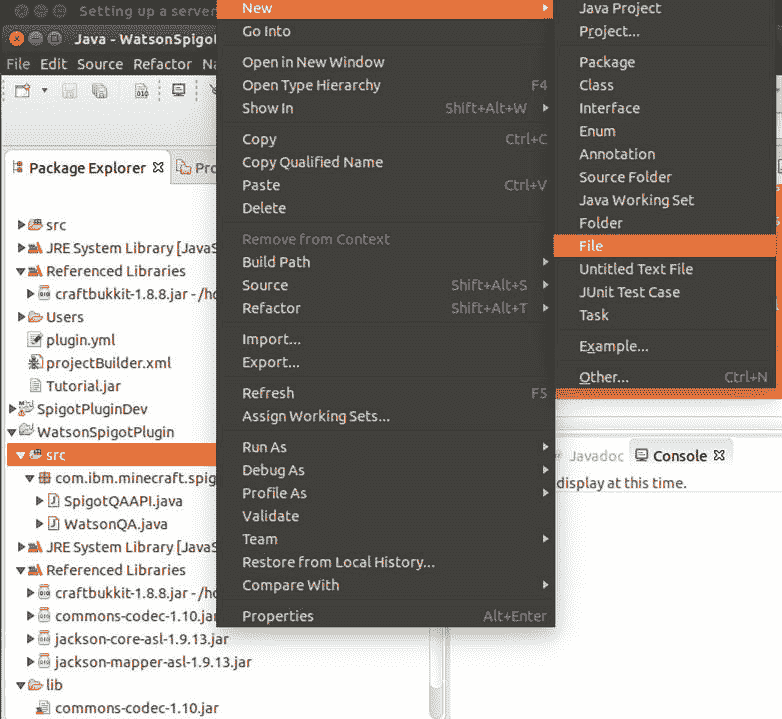 Setting up a server
Java - WatsonSpigot
File Edit Source Refactor
Package Explorer
src
JRE System Library [JavaS
Referenced Libraries
craftbukkit-1.8.8.jar - /ho
Users
plugin.yml
projectBuilder.xml
Tutorial.jar
SpigotPluginDev
WatsonSpigotPlugin
src
com.ibm.minecraft.spig
SpigotQAAPI.java
WatsonQA.java
JRE System Library [JavaS
Referenced Libraries
craftbukkit-1.8.8.jar - /ho
commons-codec-1.10.jar
jackson-core-asl-1.9.13.jar
jackson-mapper-asl-1.9.13.jar
lib
commons-codec-1.10.jar
New
Go Into
Open in New Window
Open Type Hierarchy F4
Show In Shift+Alt+W
Copy Ctrl+C
Copy Qualified Name
Paste Ctrl+V
Delete
Remove from Context
Build Path
Source Shift+Alt+S
Refactor Shift+Alt+T
Import...
Export...
Refresh F5
Assign Working Sets...
Run As
Debug As
Profile As
Validate
Team
Restore from Local History...
Compare With
Properties Alt+Enter
Java Project
Project...
Package
Class
Interface
Enum
Annotation
Source Folder
Java Working Set
Folder
File
Untitled Text File
JUnit Test Case
Task
Example...
Other... Ctrl+N
Javadoc Console
display at this time.